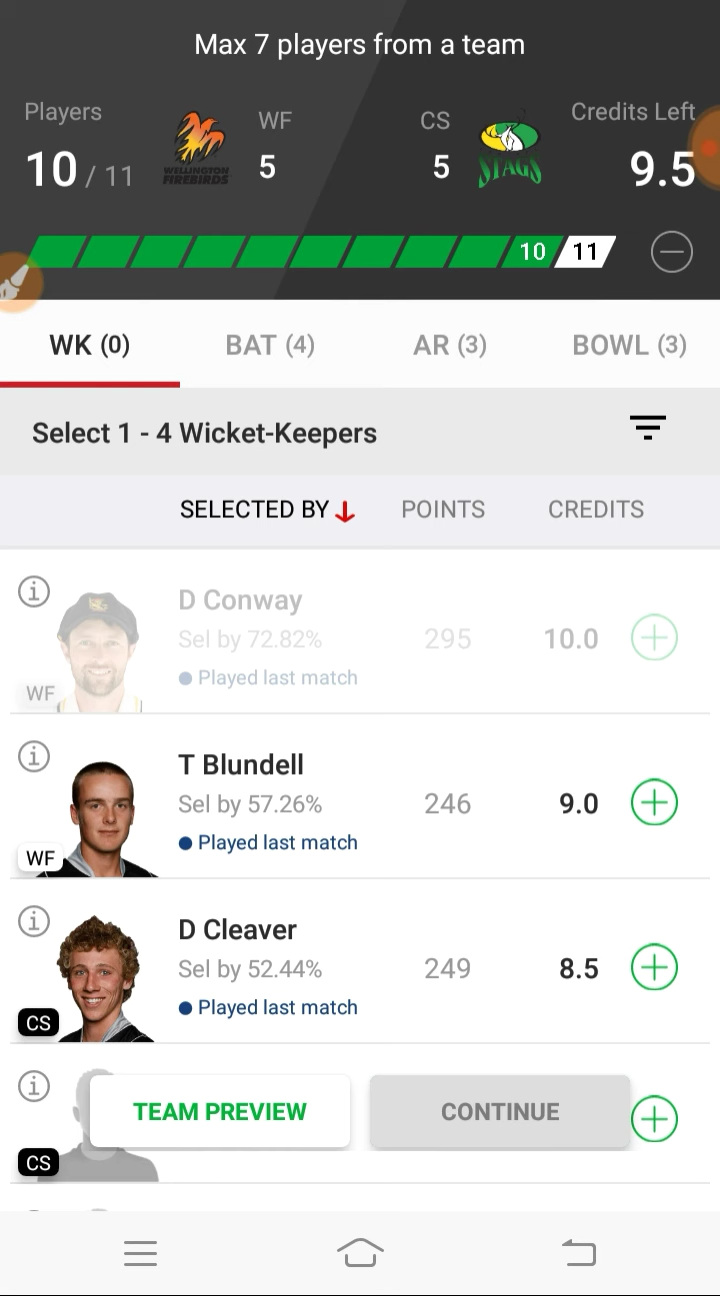 Max 7 players from a team
Players
WF
CS
Credits Left
10 / 11
WELLINGTON
FIREBIRDS
5
5
STAGS
9.5
10
11
WK (0)
BAT (4)
AR (3)
BOWL (3)
Select 1 - 4 Wicket-Keepers
SELECTED BY
POINTS
CREDITS
D Conway
Sel by 72.82%
295
10.0
Played last match
WF
T Blundell
Sel by 57.26%
246
9.0
Played last match
WF
D Cleaver
Sel by 52.44%
249
8.5
Played last match
CS
TEAM PREVIEW
CONTINUE
CS